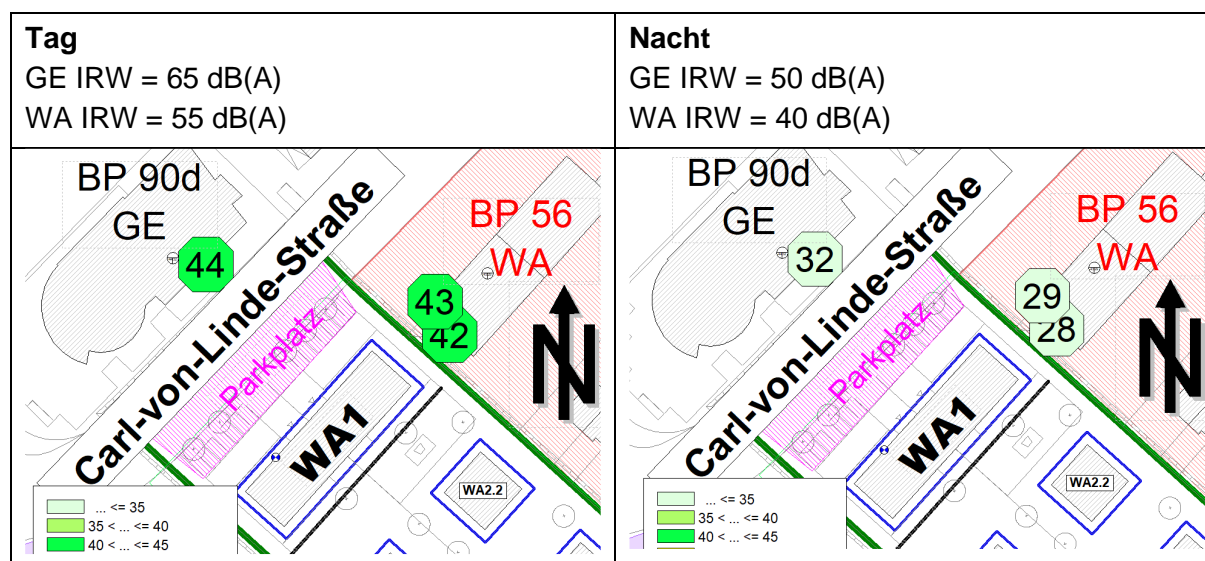 Tag
GE IRW = 65 dB(A)
WA IRW = 55 dB(A)
Nacht
GE IRW = 50 dB(A)
WA IRW = 40 dB(A)
BP 90d
GE
44
Carl-von-Linde-Straße
BP 56
WA
43
42
Parkplatz
WA1
N
WA2.2
... <= 35
35 < ... <= 40
40 < ... <= 45
BP 90d
GE
32
Carl-von-Linde-Straße
BP 56
WA
29
28
Parkplatz
WA1
N
WA2.2
... <= 35
35 < ... <= 40
40 < ... <= 45